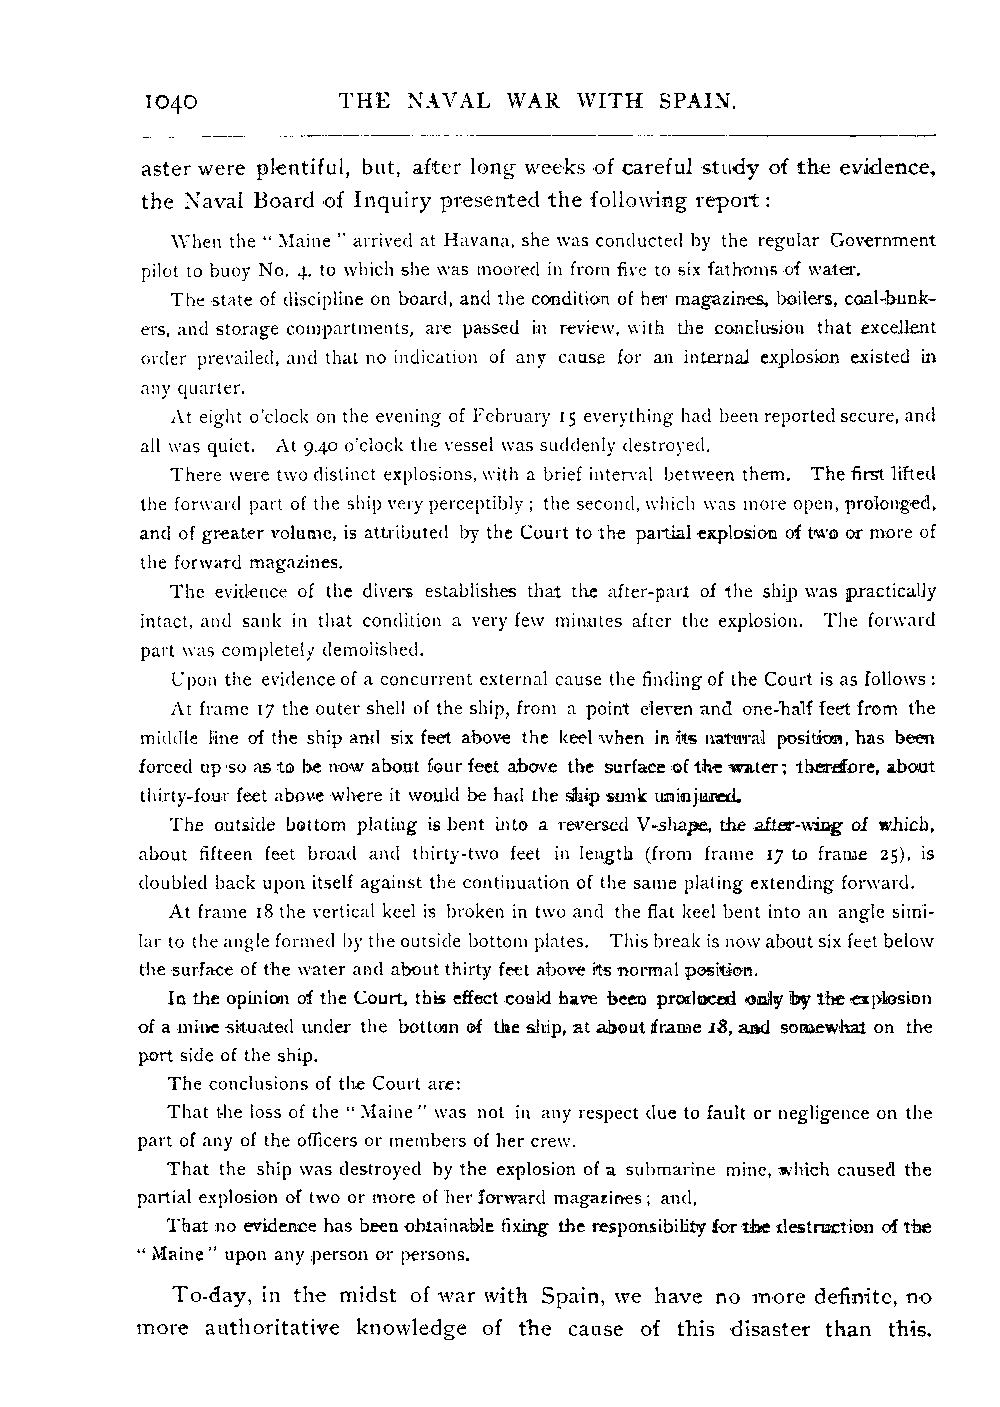 1040 THE NAVAL WAR WITH SPAIN.
aster were plentiful, but, after long weeks of careful study of the evidence,
the Naval Board of Inquiry presented the following report :
When the “ Maine ” arrived at Havana, she was conducted by the regular Government
pilot to buoy No. 4, to which she was moored in from five to six fathoms of water.
The state of discipline on board, and the condition of her magazines, boilers, coal-bunk-
ers, and storage compartments, are passed in review, with the conclusion that excellent
order prevailed, and that no indication of any cause for an internal explosion existed in
any quarter.
At eight o'clock on the evening of February 15 everything had been reported secure, and
all was quiet. At 9.40 o'clock the vessel was suddenly destroyed.
There were two distinct explosions, with a brief interval between them. The first lifted
the forward part of the ship very perceptibly ; the second, which was more open, prolonged,
and of greater volume, is attributed by the Court to the partial explosion of two or more of
the forward magazines.
The evidence of the divers establishes that the after-part of the ship was practically
intact, and sank in that condition a very few minutes after the explosion. The forward
part was completely demolished.
Upon the evidence of a concurrent external cause the finding of the Court is as follows :
At frame 17 the outer shell of the ship, from a point eleven and one-half feet from the
middle line of the ship and six feet above the keel when in its natural position, has been
forced up so as to be now about four feet above the surface of the water ; therefore, about
thirty-four feet above where it would be had the ship sunk uninjured.
The outside bottom plating is bent into a reversed V-shape, the after-wing of which,
about fifteen feet broad and thirty-two feet in length (from frame 17 to frame 25), is
doubled back upon itself against the continuation of the same plating extending forward.
At frame 18 the vertical keel is broken in two and the flat keel bent into an angle simi-
lar to the angle formed by the outside bottom plates. This break is now about six feet below
the surface of the water and about thirty feet above its normal position.
In the opinion of the Court, this effect could have been produced only by the explosion
of a mine situated under the bottom of the ship, at about frame 18, and somewhat on the
port side of the ship.
The conclusions of the Court are:
That the loss of the “ Maine ” was not in any respect due to fault or negligence on the
part of any of the officers or members of her crew.
That the ship was destroyed by the explosion of a submarine mine, which caused the
partial explosion of two or more of her forward magazines ; and,
That no evidence has been obtainable fixing the responsibility for the destruction of the
“ Maine ” upon any person or persons.
To-day, in the midst of war with Spain, we have no more definite, no
more authoritative knowledge of the cause of this disaster than this.